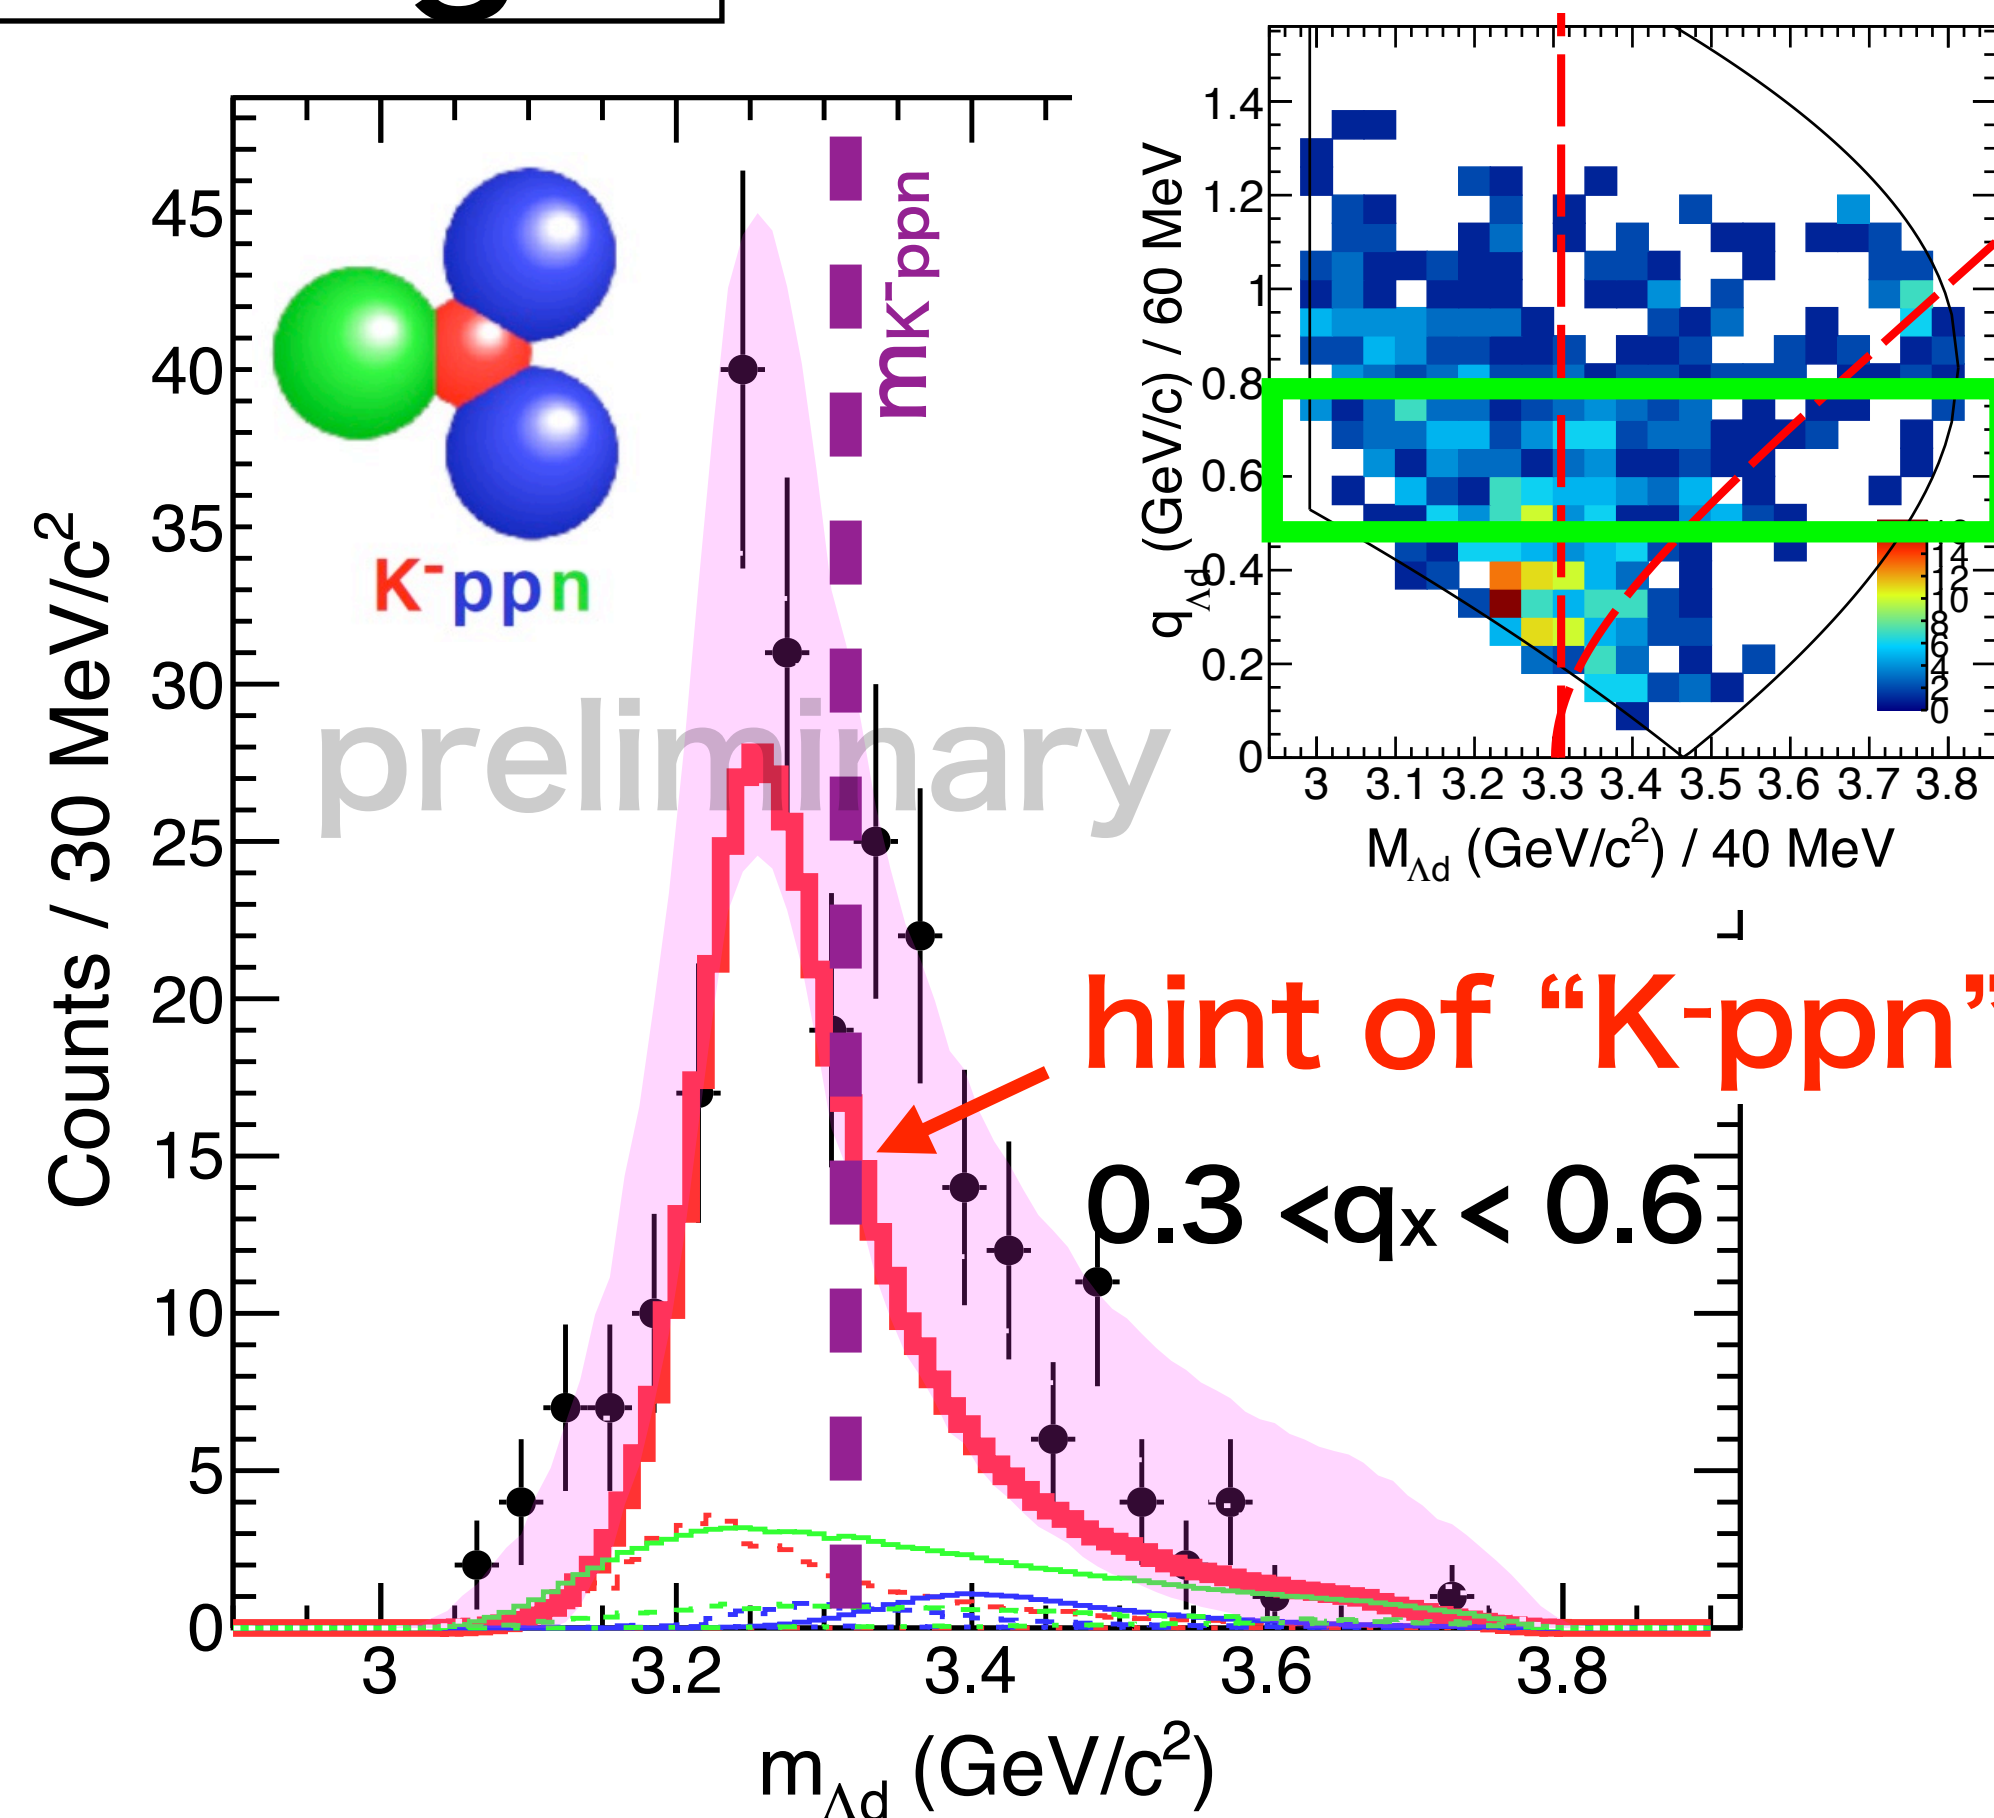 45
40
35
30
25
20
15
10
5
0
Counts / 30 MeV/c²
3 3.2 3.4 3.6 3.8
m_Λd (GeV/c²)
K⁻ppn
mK⁻ppn
preliminary
hint of “K⁻ppn”
0.3 <qx < 0.6
1.4
1.2
1
0.8
0.6
0.4
0.2
0
q_Λd (GeV/c) / 60 MeV
14
12
10
8
6
4
2
0
3 3.1 3.2 3.3 3.4 3.5 3.6 3.7 3.8
M_Λd (GeV/c²) / 40 MeV